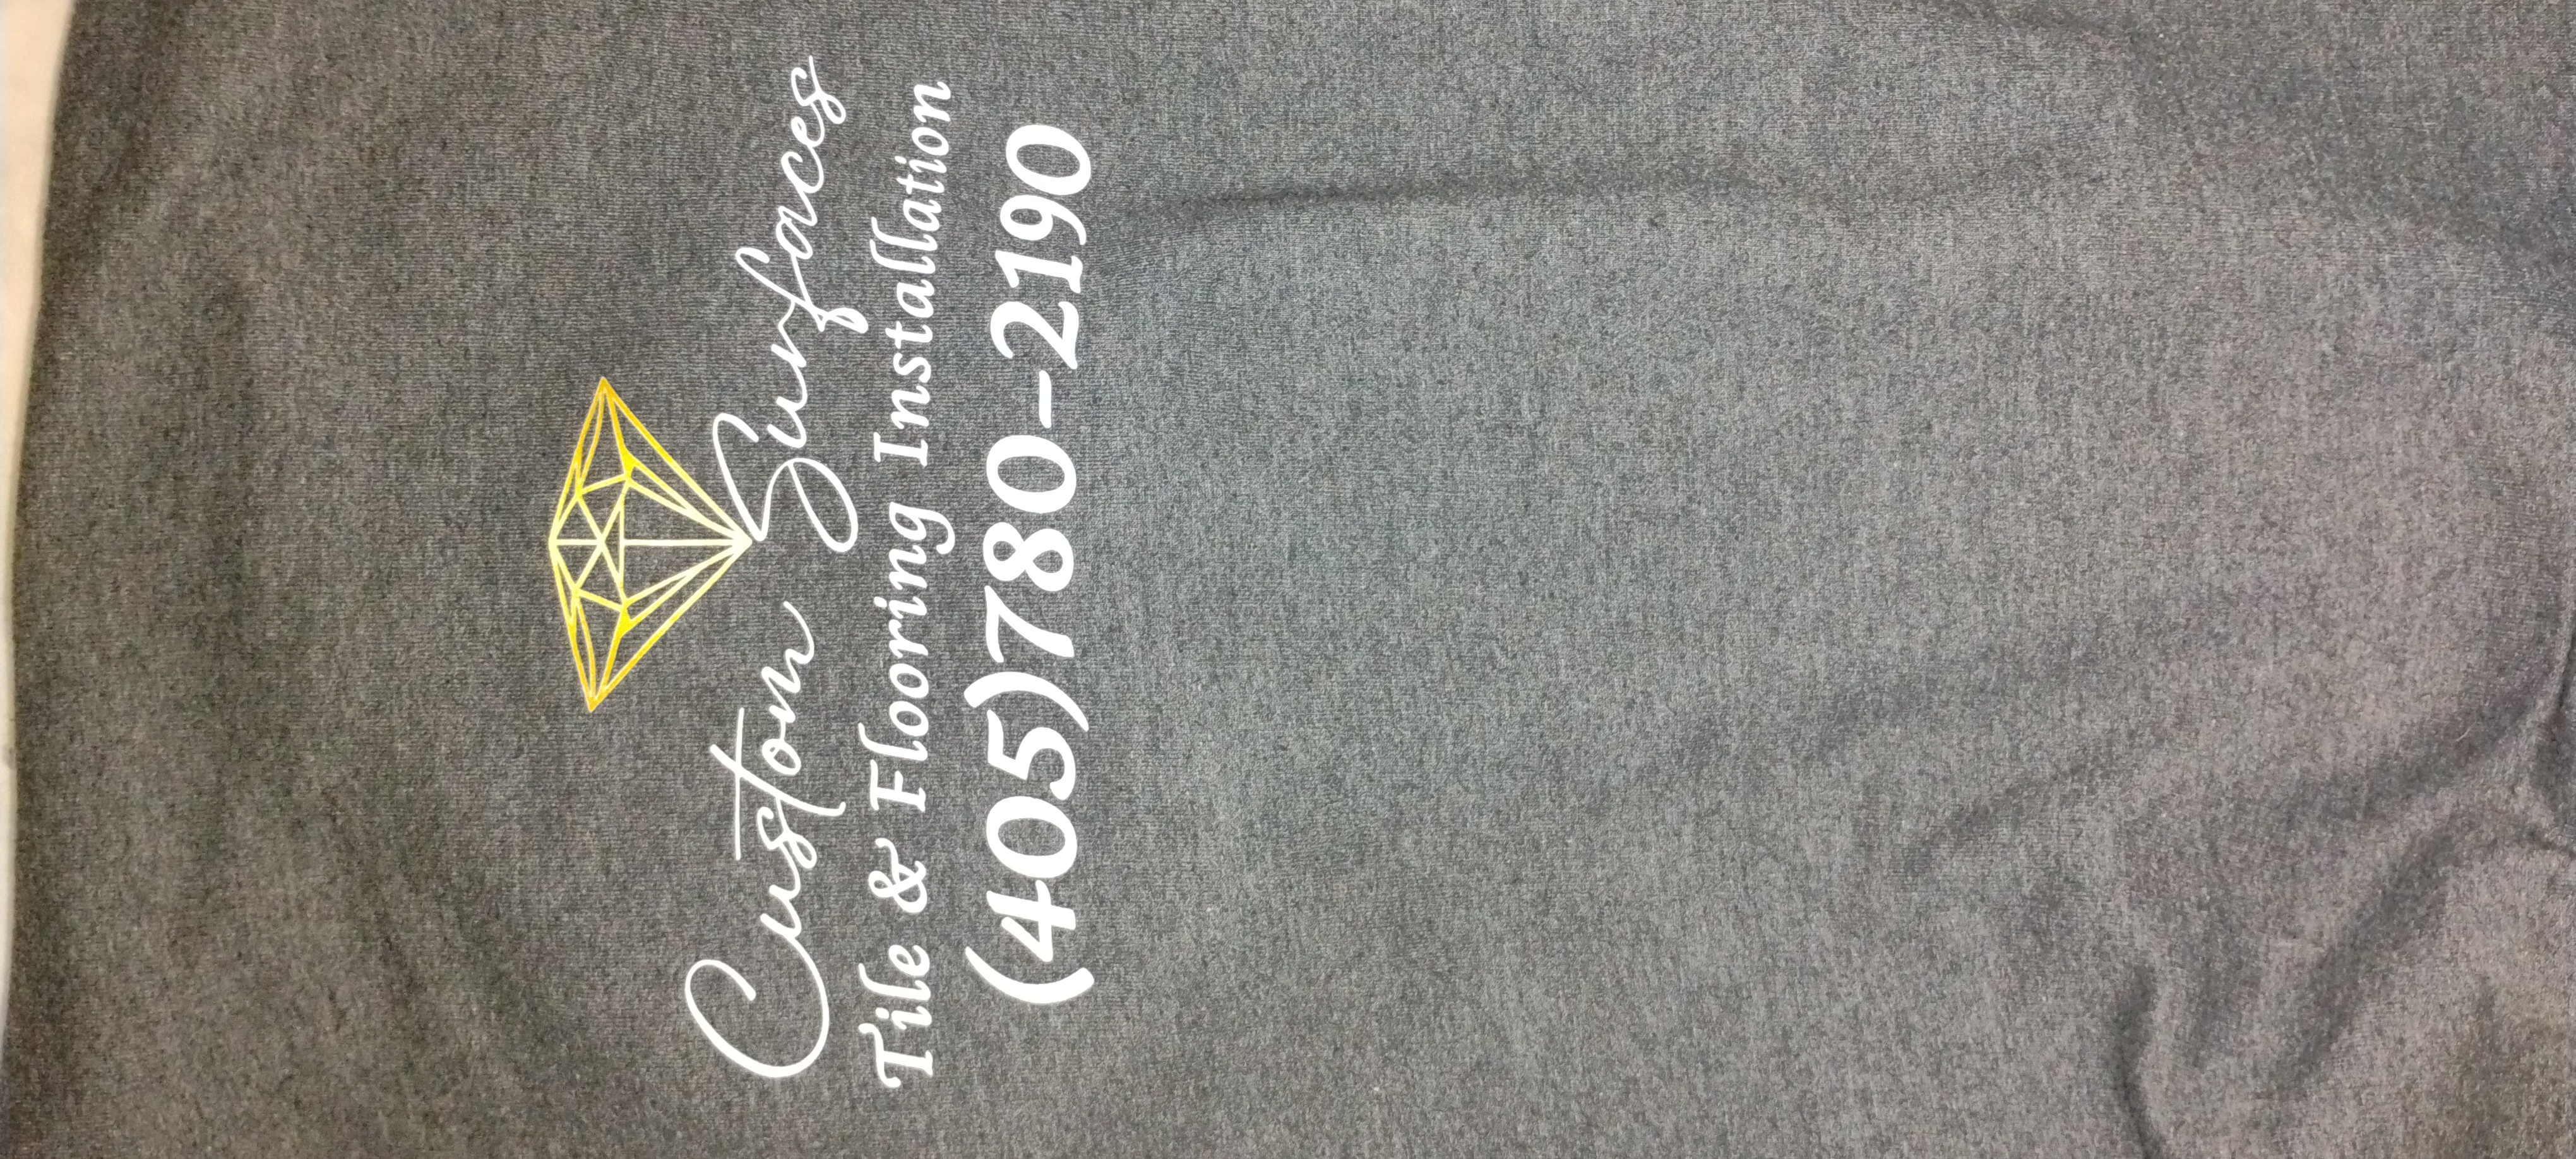 Custom Surfaces
Tile & Flooring Installation
(405)780-2190